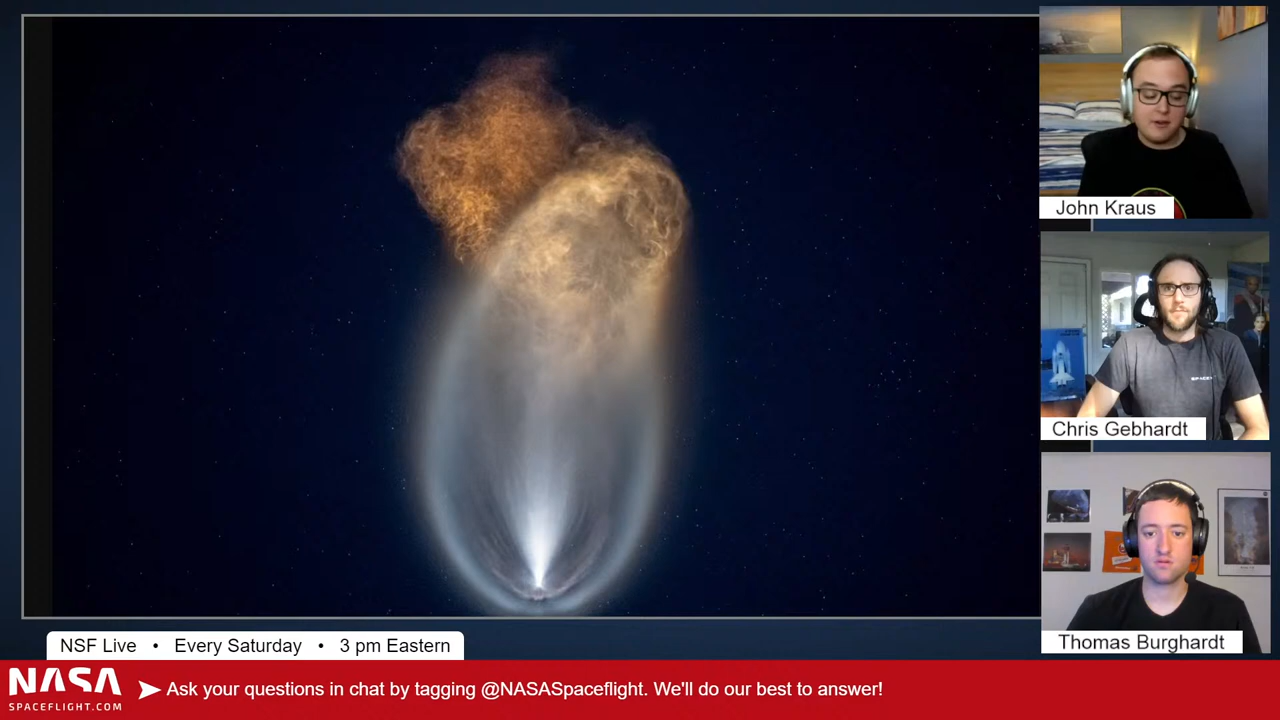 John Kraus
Chris Gebhardt
Thomas Burghardt
NSF Live • Every Saturday • 3 pm Eastern
NASA
SPACEFLIGHT.COM
Ask your questions in chat by tagging @NASASpaceflight. We'll do our best to answer!